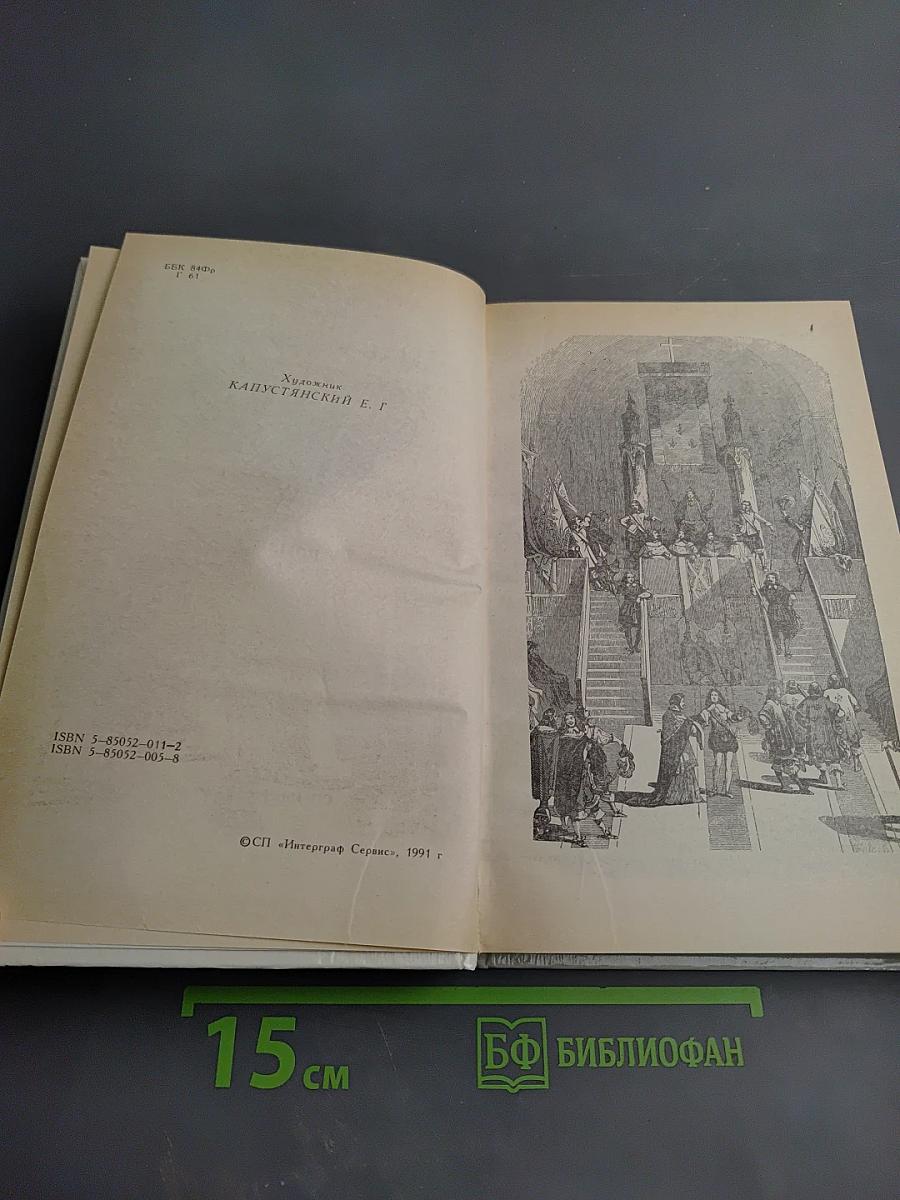 ББК 84Фр
Г 61
Художник
КАПУСТЯНСКИЙ Е. Г
ISBN 5—85052—011—2
ISBN 5—85052—005—8
©СП «Интерграф Сервис», 1991 г
15 см
БФ БИБЛИОФАН